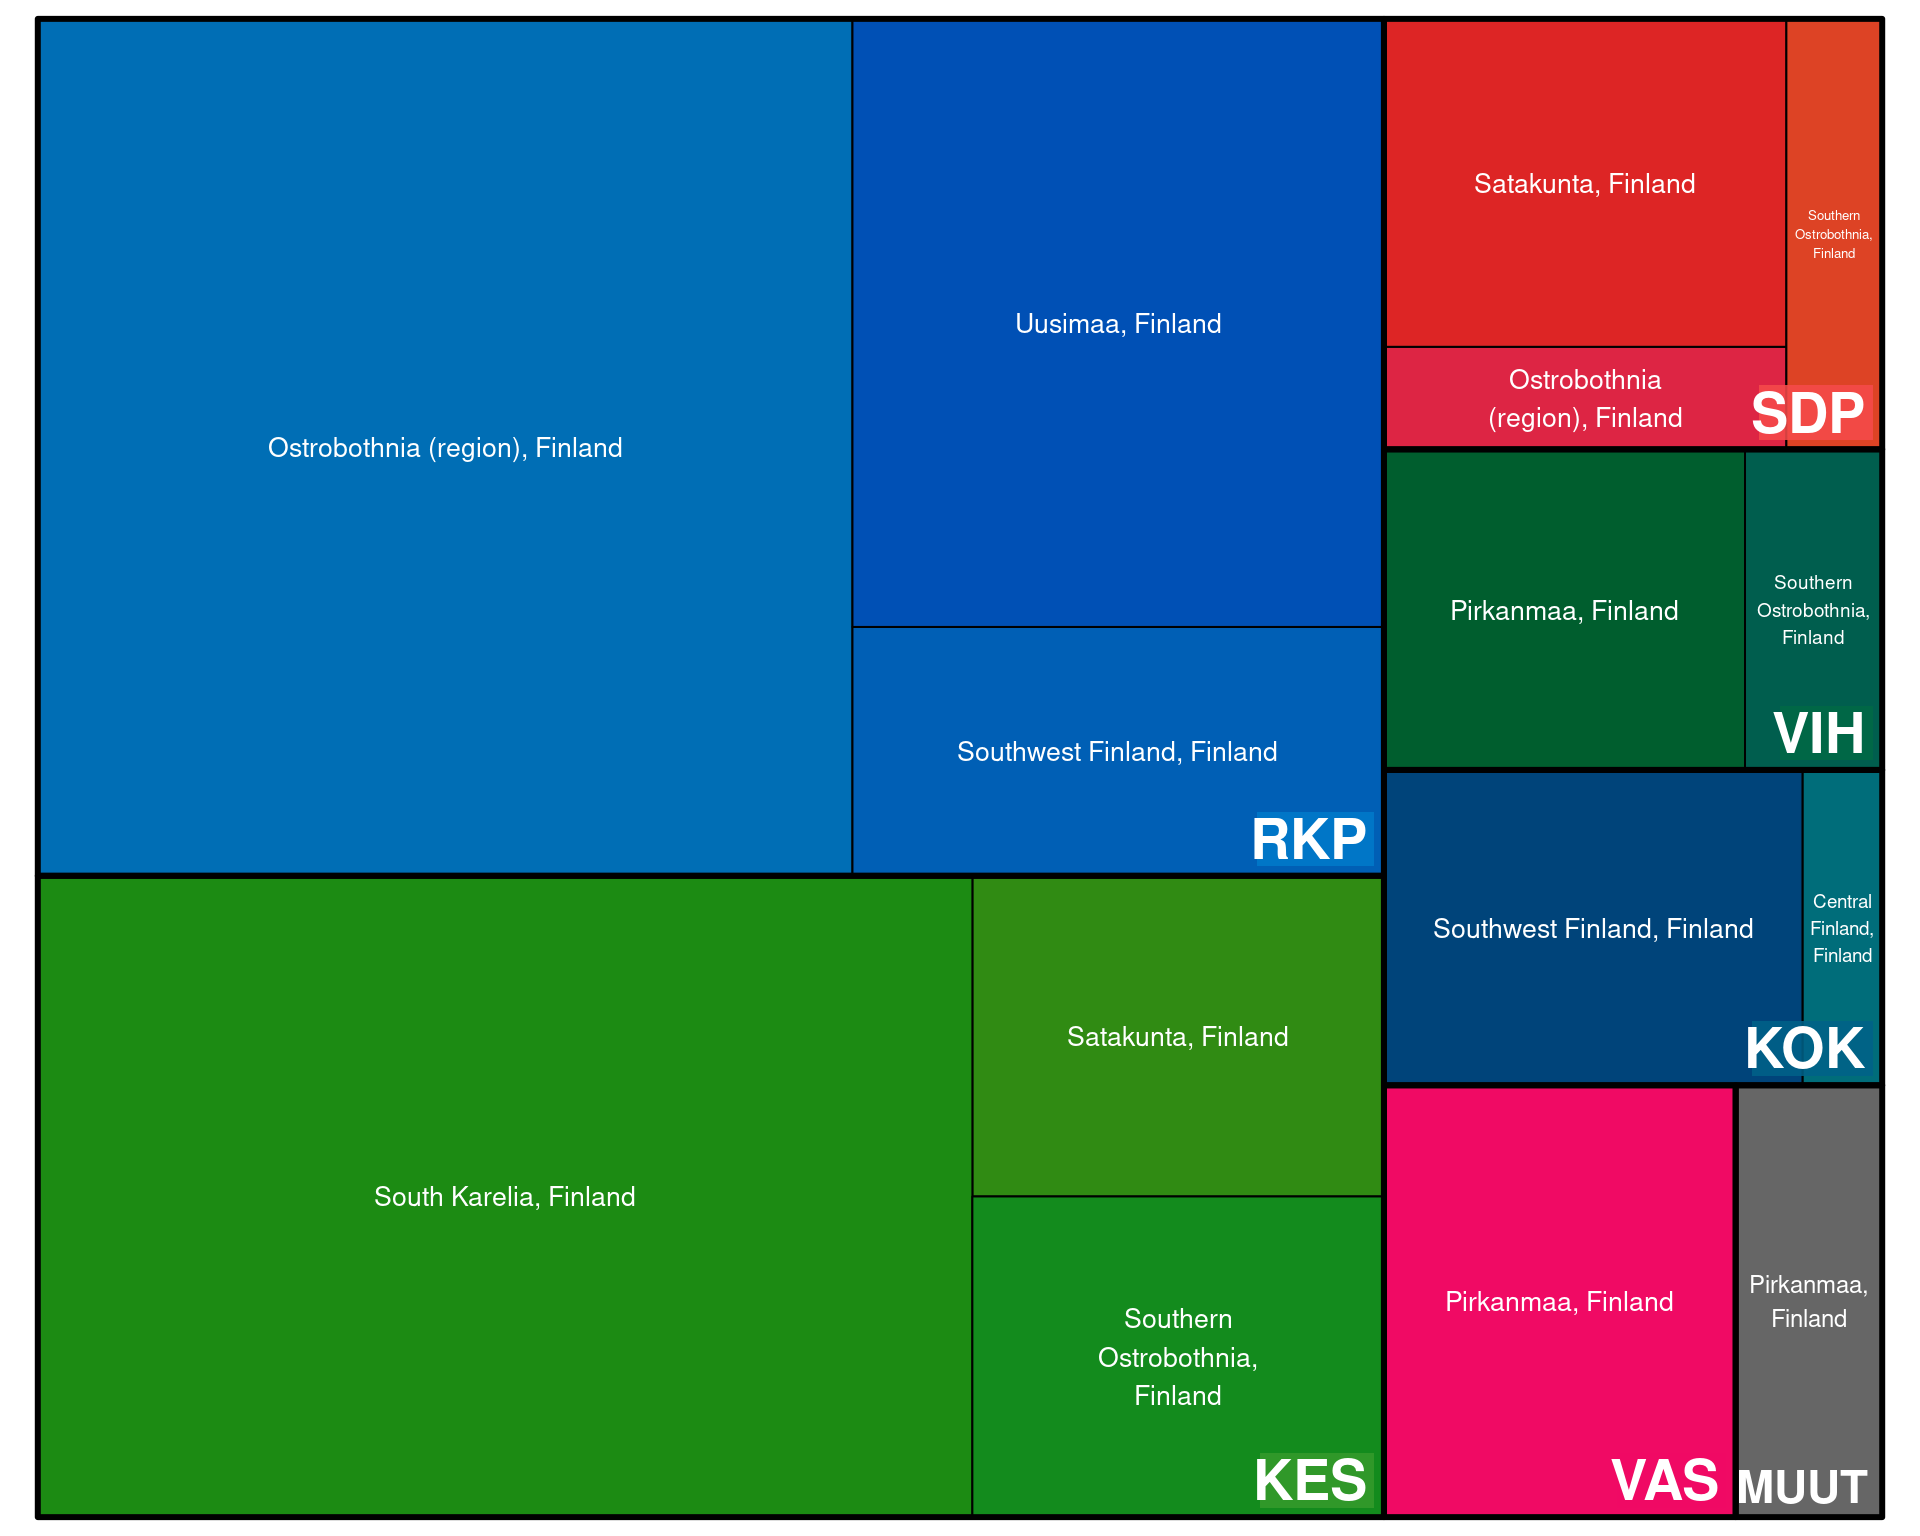 Ostrobothnia (region), Finland
Uusimaa, Finland
Southwest Finland, Finland
RKP
South Karelia, Finland
Satakunta, Finland
Southern
Ostrobothnia,
Finland
KES
Satakunta, Finland
Ostrobothnia
(region), Finland
Southern
Ostrobothnia,
Finland
SDP
Pirkanmaa, Finland
Southern
Ostrobothnia,
Finland
VIH
Southwest Finland, Finland
Central
Finland,
Finland
KOK
Pirkanmaa, Finland
VAS
Pirkanmaa,
Finland
MUUT